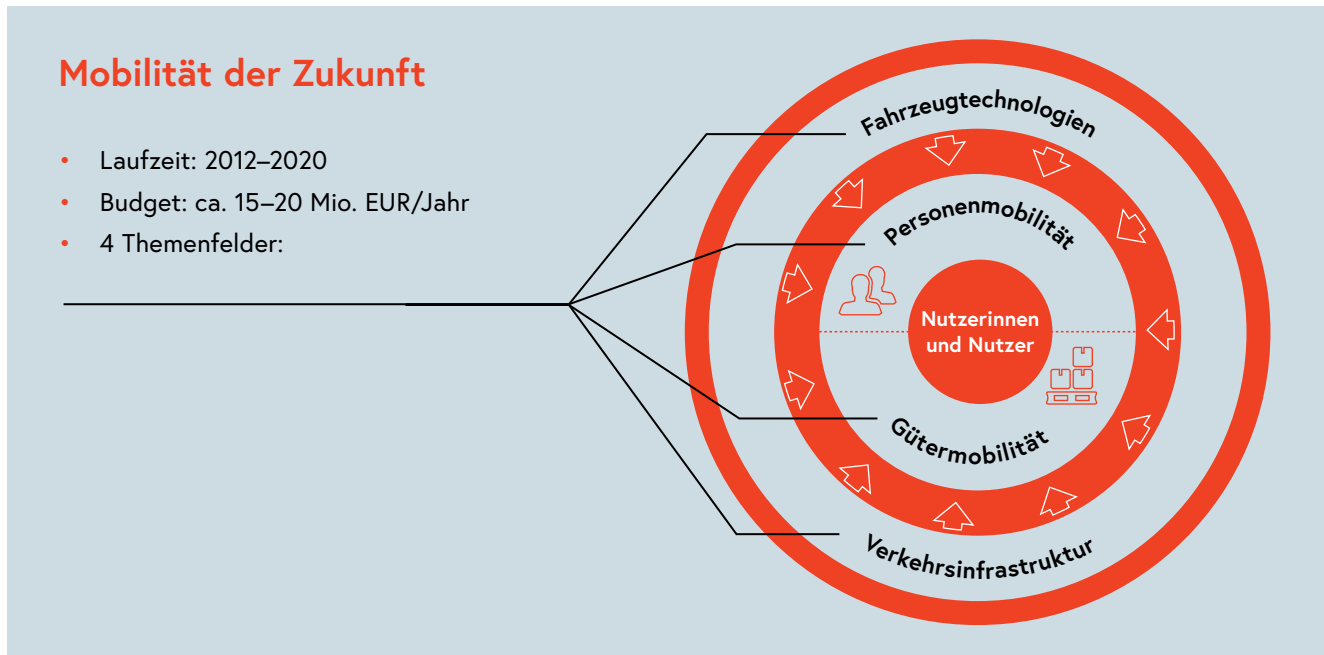 Mobilität der Zukunft
• Laufzeit: 2012–2020
• Budget: ca. 15–20 Mio. EUR/Jahr
• 4 Themenfelder:
Fahrzeugtechnologien
Personenmobilität
Nutzerinnen
und Nutzer
Gütermobilität
Verkehrsinfrastruktur